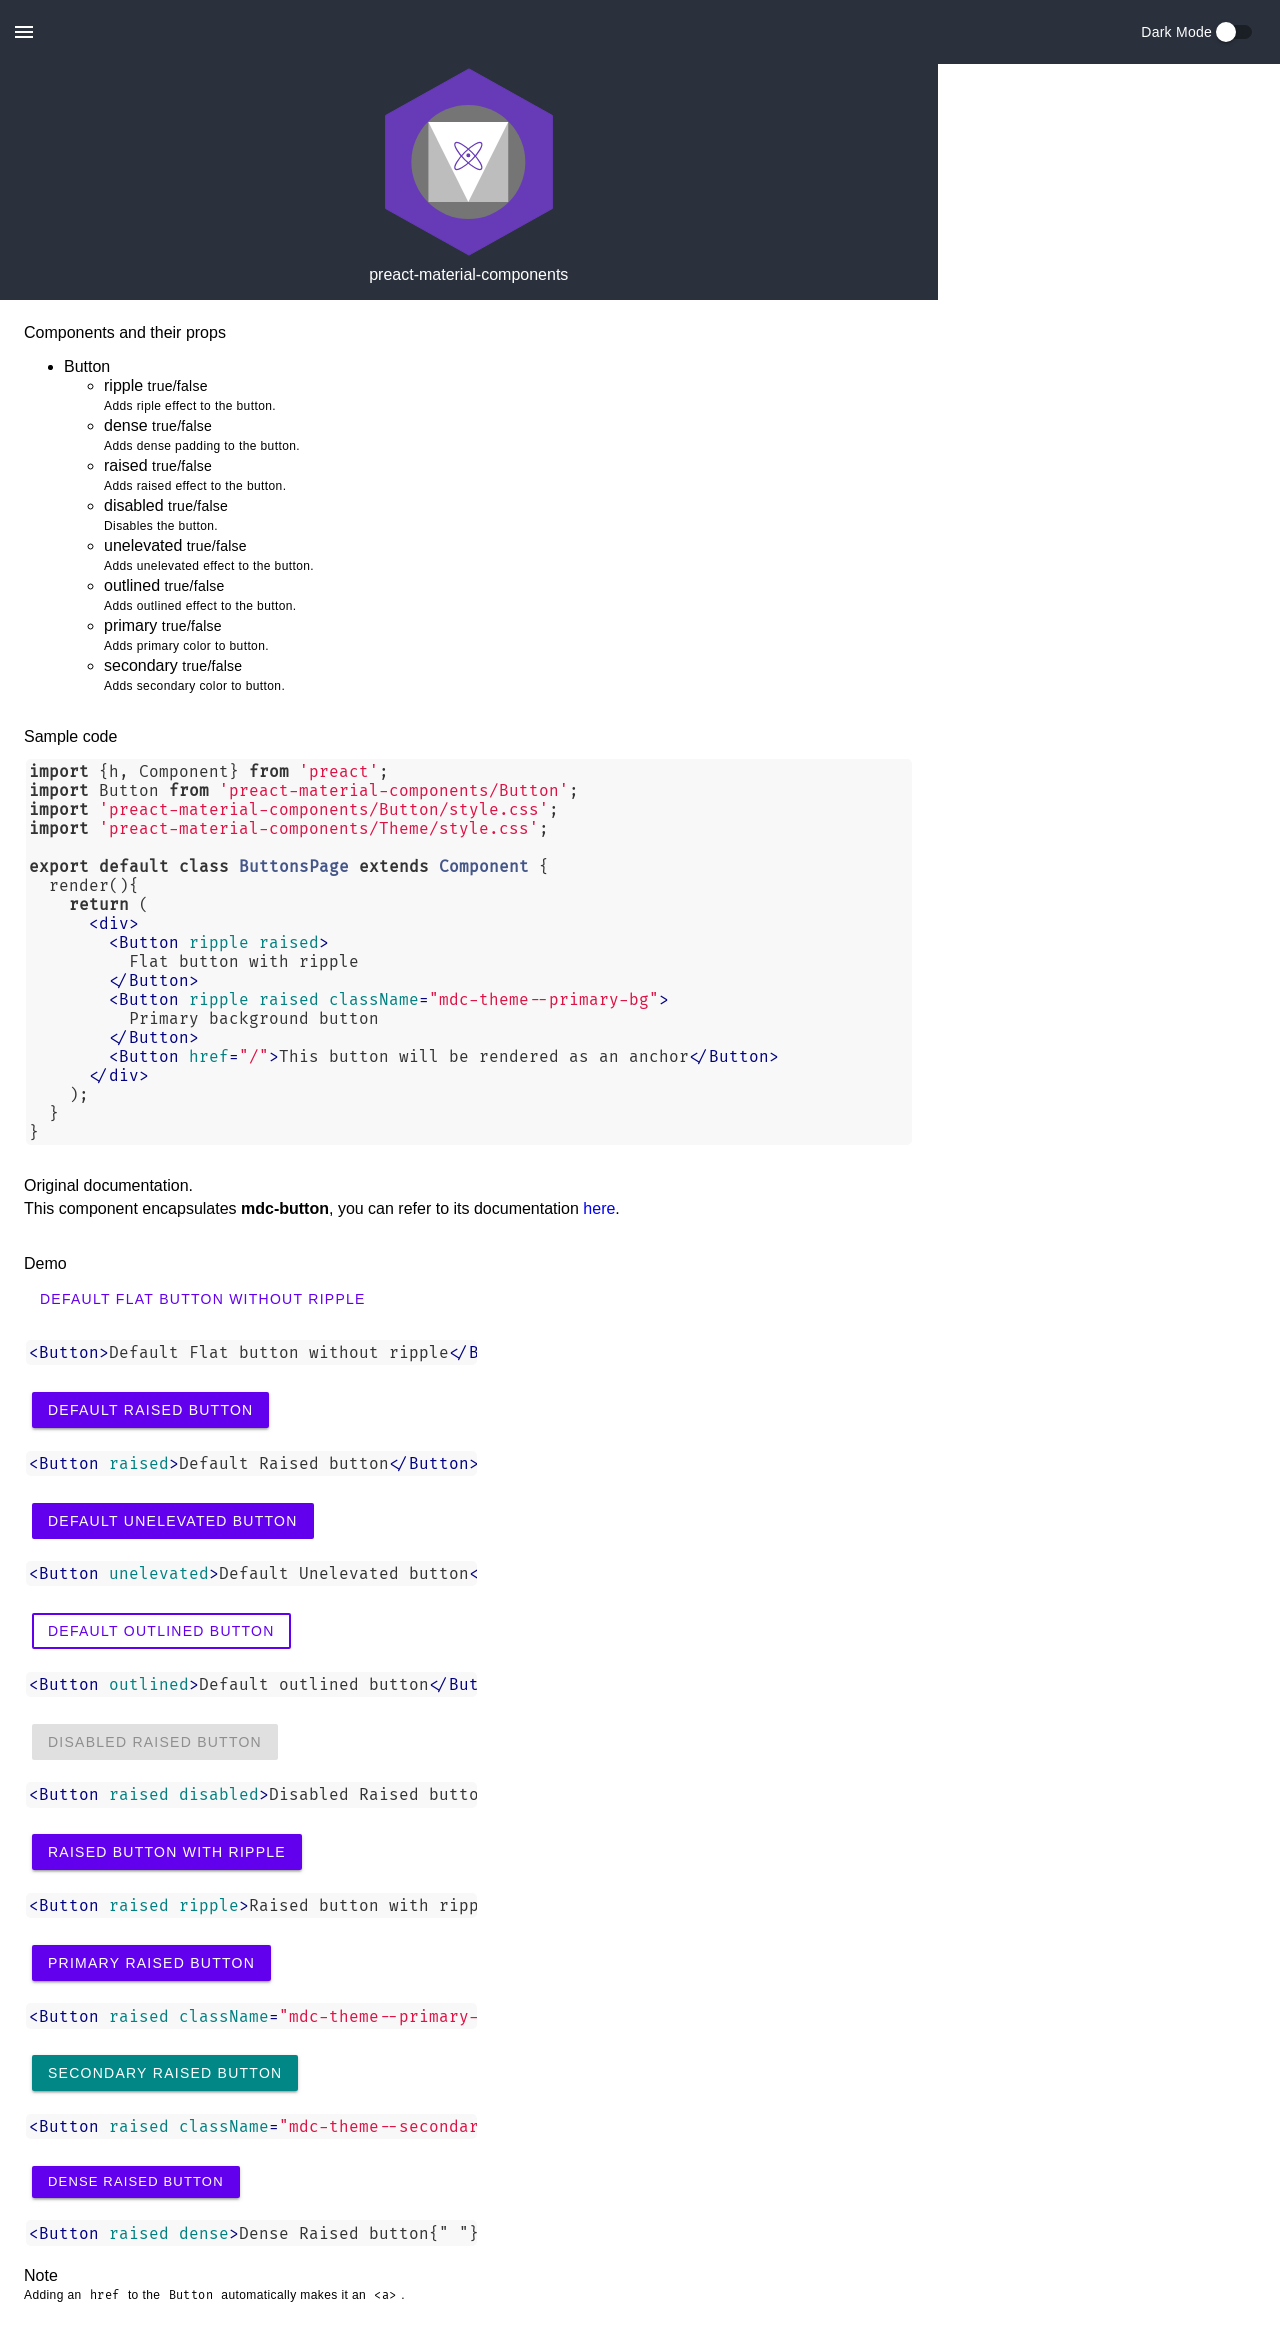 Dark Mode
preact-material-components
Components and their props
Button
ripple true/false
Adds riple effect to the button.
dense true/false
Adds dense padding to the button.
raised true/false
Adds raised effect to the button.
disabled true/false
Disables the button.
unelevated true/false
Adds unelevated effect to the button.
outlined true/false
Adds outlined effect to the button.
primary true/false
Adds primary color to button.
secondary true/false
Adds secondary color to button.
Sample code
import {h, Component} from 'preact';
import Button from 'preact-material-components/Button';
import 'preact-material-components/Button/style.css';
import 'preact-material-components/Theme/style.css';
export default class ButtonsPage extends Component {
render(){
return (
<div>
<Button ripple raised>
Flat button with ripple
</Button>
<Button ripple raised className="mdc-theme--primary-bg">
Primary background button
</Button>
<Button href="/">This button will be rendered as an anchor</Button>
</div>
);
}
}
Original documentation.
This component encapsulates mdc-button, you can refer to its documentation here.
Demo
DEFAULT FLAT BUTTON WITHOUT RIPPLE
<Button>Default Flat button without ripple</B
DEFAULT RAISED BUTTON
<Button raised>Default Raised button</Button>
DEFAULT UNELEVATED BUTTON
<Button unelevated>Default Unelevated button<
DEFAULT OUTLINED BUTTON
<Button outlined>Default outlined button</But
DISABLED RAISED BUTTON
<Button raised disabled>Disabled Raised butto
RAISED BUTTON WITH RIPPLE
<Button raised ripple>Raised button with ripp
PRIMARY RAISED BUTTON
<Button raised className="mdc-theme--primary-
SECONDARY RAISED BUTTON
<Button raised className="mdc-theme--secondar
DENSE RAISED BUTTON
<Button raised dense>Dense Raised button{" "}
Note
Adding an href to the Button automatically makes it an <a>.